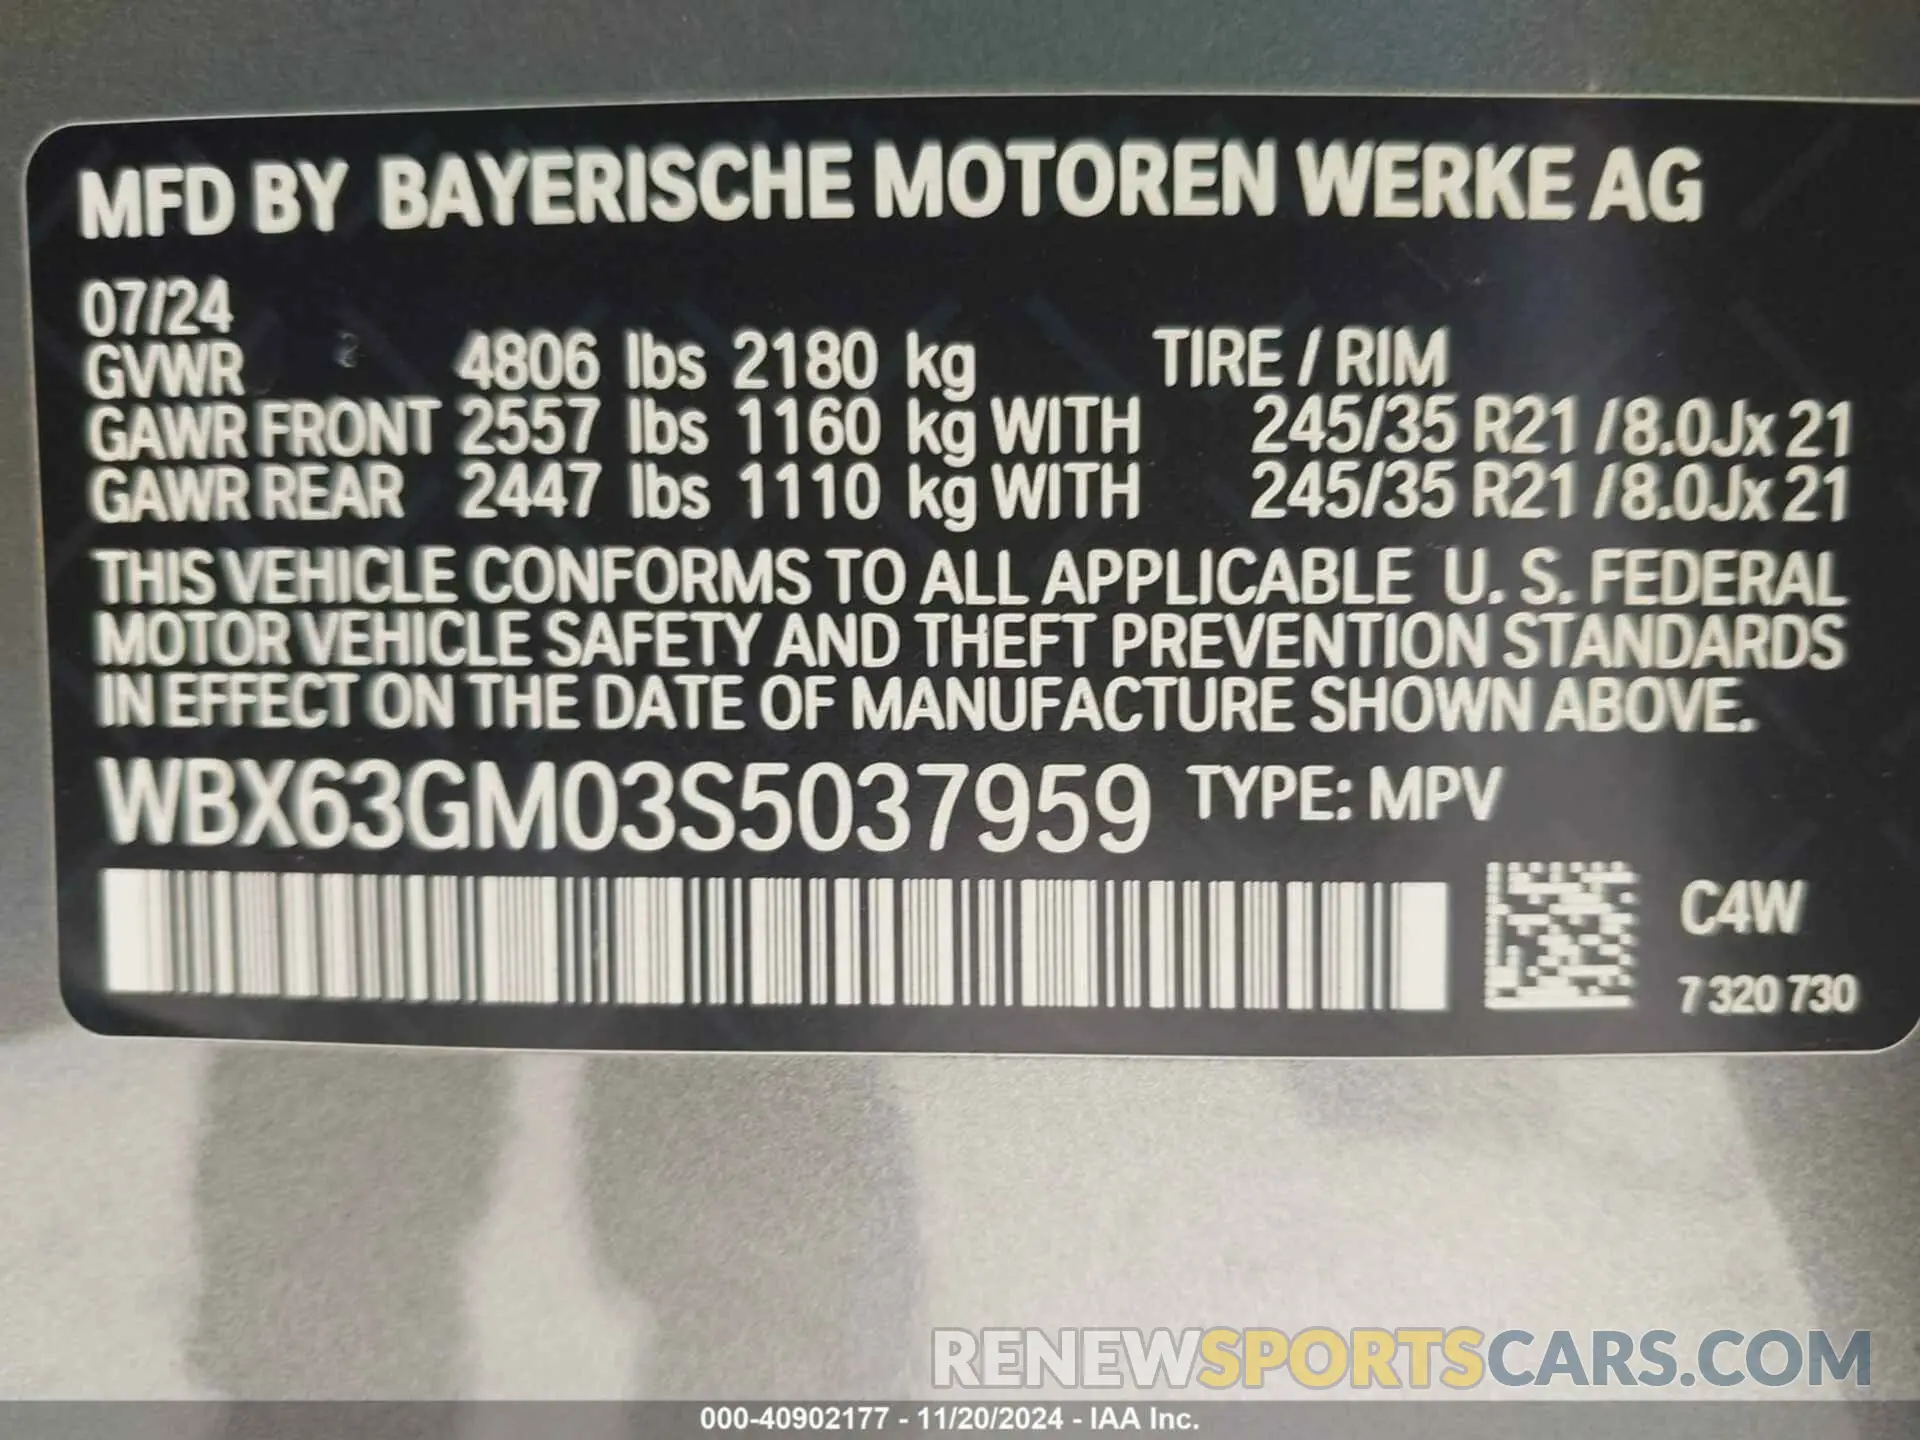 MFD BY BAYERISCHE MOTOREN WERKE AG
07/24
GVWR 4806 lbs 2180 kg TIRE / RIM
GAWR FRONT 2557 lbs 1160 kg WITH 245/35 R21 /8.0Jx21
GAWR REAR 2447 lbs 1110 kg WITH 245/35 R21 /8.0Jx21
THIS VEHICLE CONFORMS TO ALL APPLICABLE U. S. FEDERAL
MOTOR VEHICLE SAFETY AND THEFT PREVENTION STANDARDS
IN EFFECT ON THE DATE OF MANUFACTURE SHOWN ABOVE.
WBX63GM03S5037959 TYPE: MPV
C4W
7 320 730
RENEWSPORTSCARS.COM
000-40902177 - 11/20/2024 - IAA Inc.